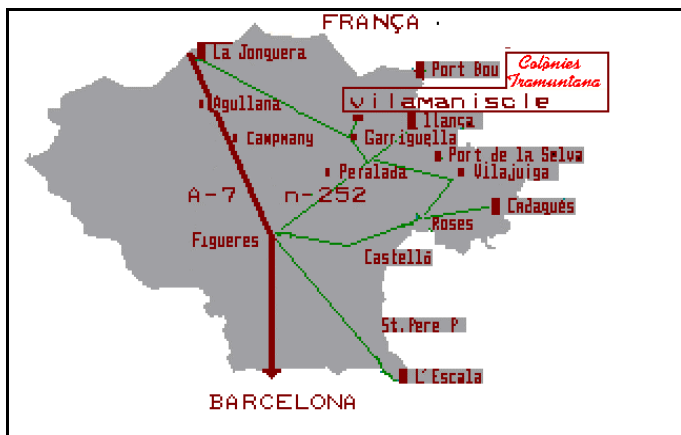 FRANÇA
La Jonquera
Colònies
Tramuntana
Port Bou
vilamaniscle
Agullana
llança
Campmany
Garriguella
Port de la Selva
Peralada
Vilajuiga
A-7
n-252
Cadaqués
Roses
Figueres
Castelló
St.Pere P
L'Escala
BARCELONA